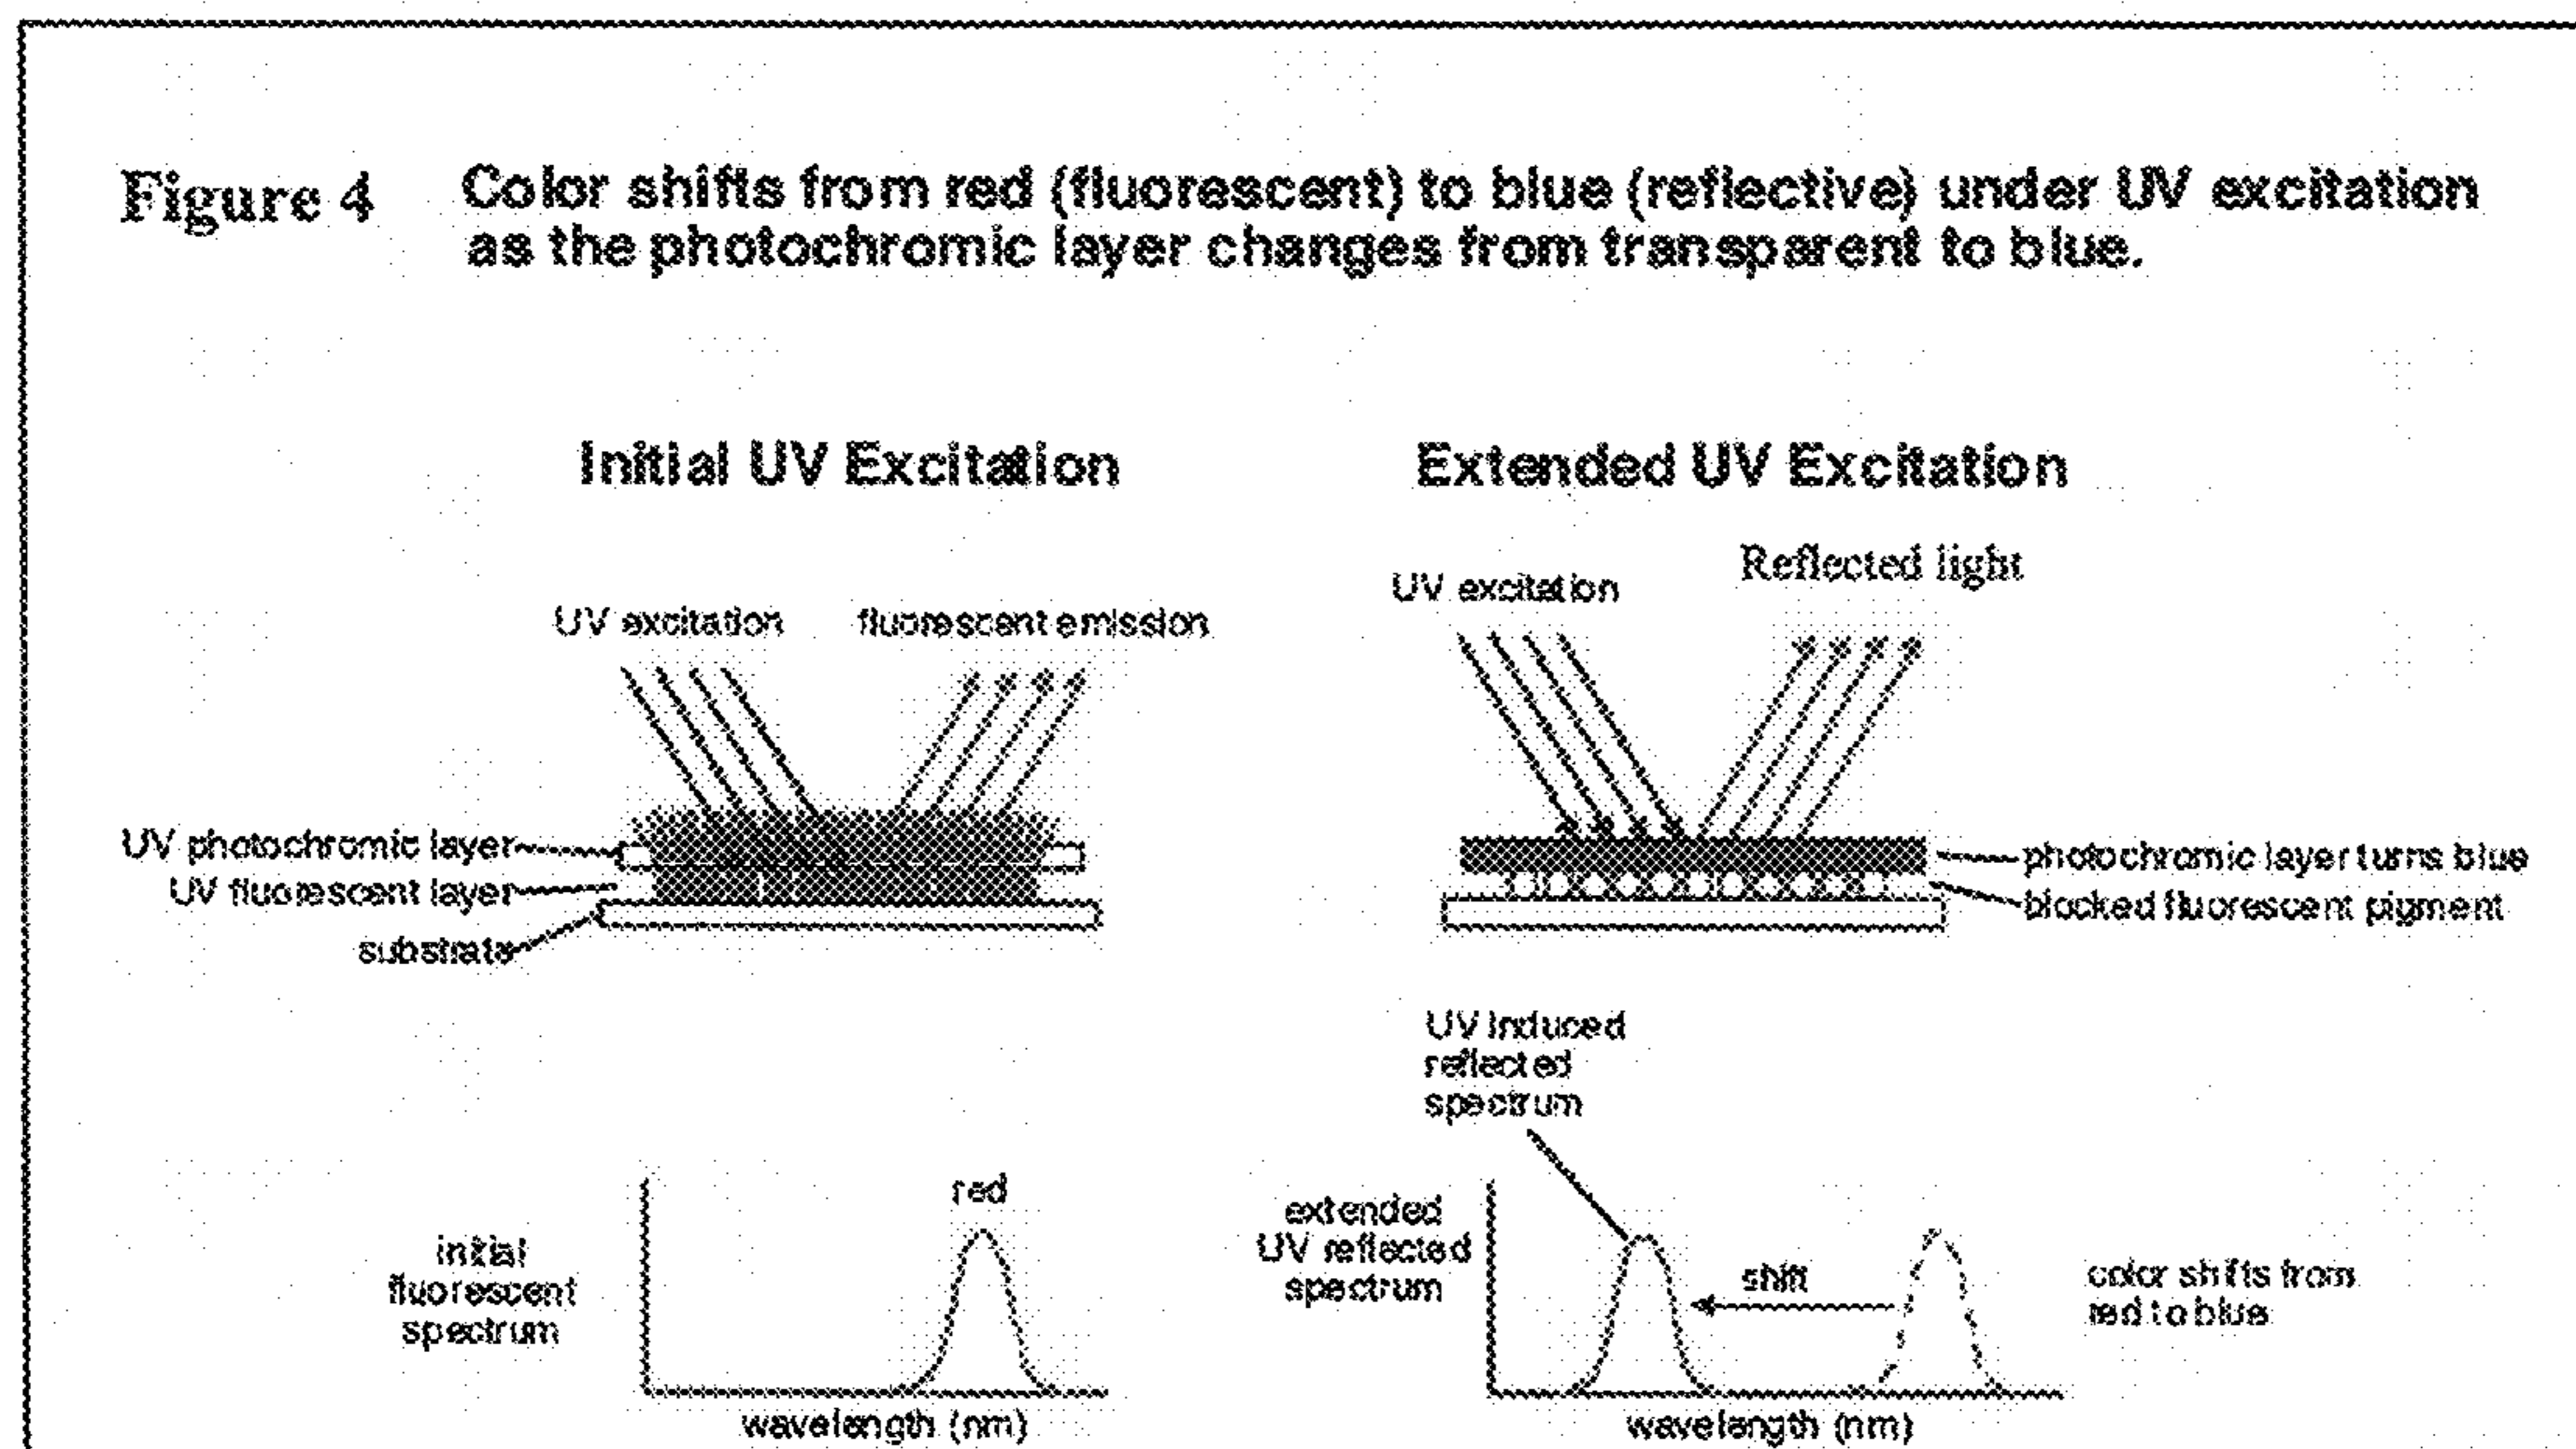 Figure 4 Color shifts from red (fluorescent) to blue (reflective) under UV excitation
as the photochromic layer changes from transparent to blue.
Initial UV Excitation
UV excitation
fluorescent emission
UV photochromic layer
UV fluorescent layer
substrate
initial
fluorescent
spectrum
red
wavelength (nm)
Extended UV Excitation
UV excitation
Reflected light
photochromic layer turns blue
blocked fluorescent pigment
UV induced
reflected
spectrum
extended
UV reflected
spectrum
shift
color shifts from
red to blue
wavelength (nm)